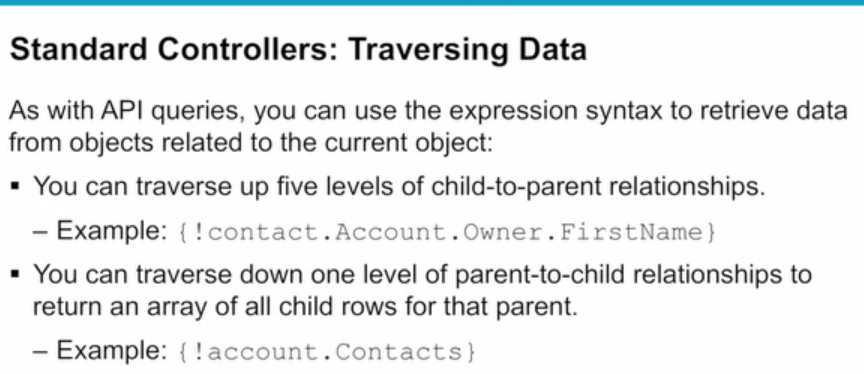 Standard Controllers: Traversing Data
As with API queries, you can use the expression syntax to retrieve data
from objects related to the current object:
▪ You can traverse up five levels of child-to-parent relationships.
– Example: {!contact.Account.Owner.FirstName}
▪ You can traverse down one level of parent-to-child relationships to
return an array of all child rows for that parent.
– Example: {!account.Contacts}